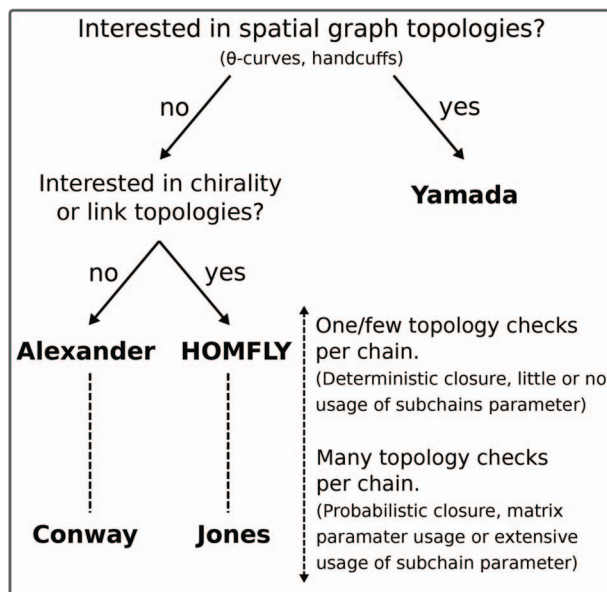 Interested in spatial graph topologies?
(θ-curves, handcuffs)
no
yes
Interested in chirality
or link topologies?
Yamada
no
yes
Alexander
HOMFLY
One/few topology checks
per chain.
(Deterministic closure, little or no
usage of subchains parameter)
Many topology checks
per chain.
(Probabilistic closure, matrix
paramater usage or extensive
usage of subchain parameter)
Conway
Jones